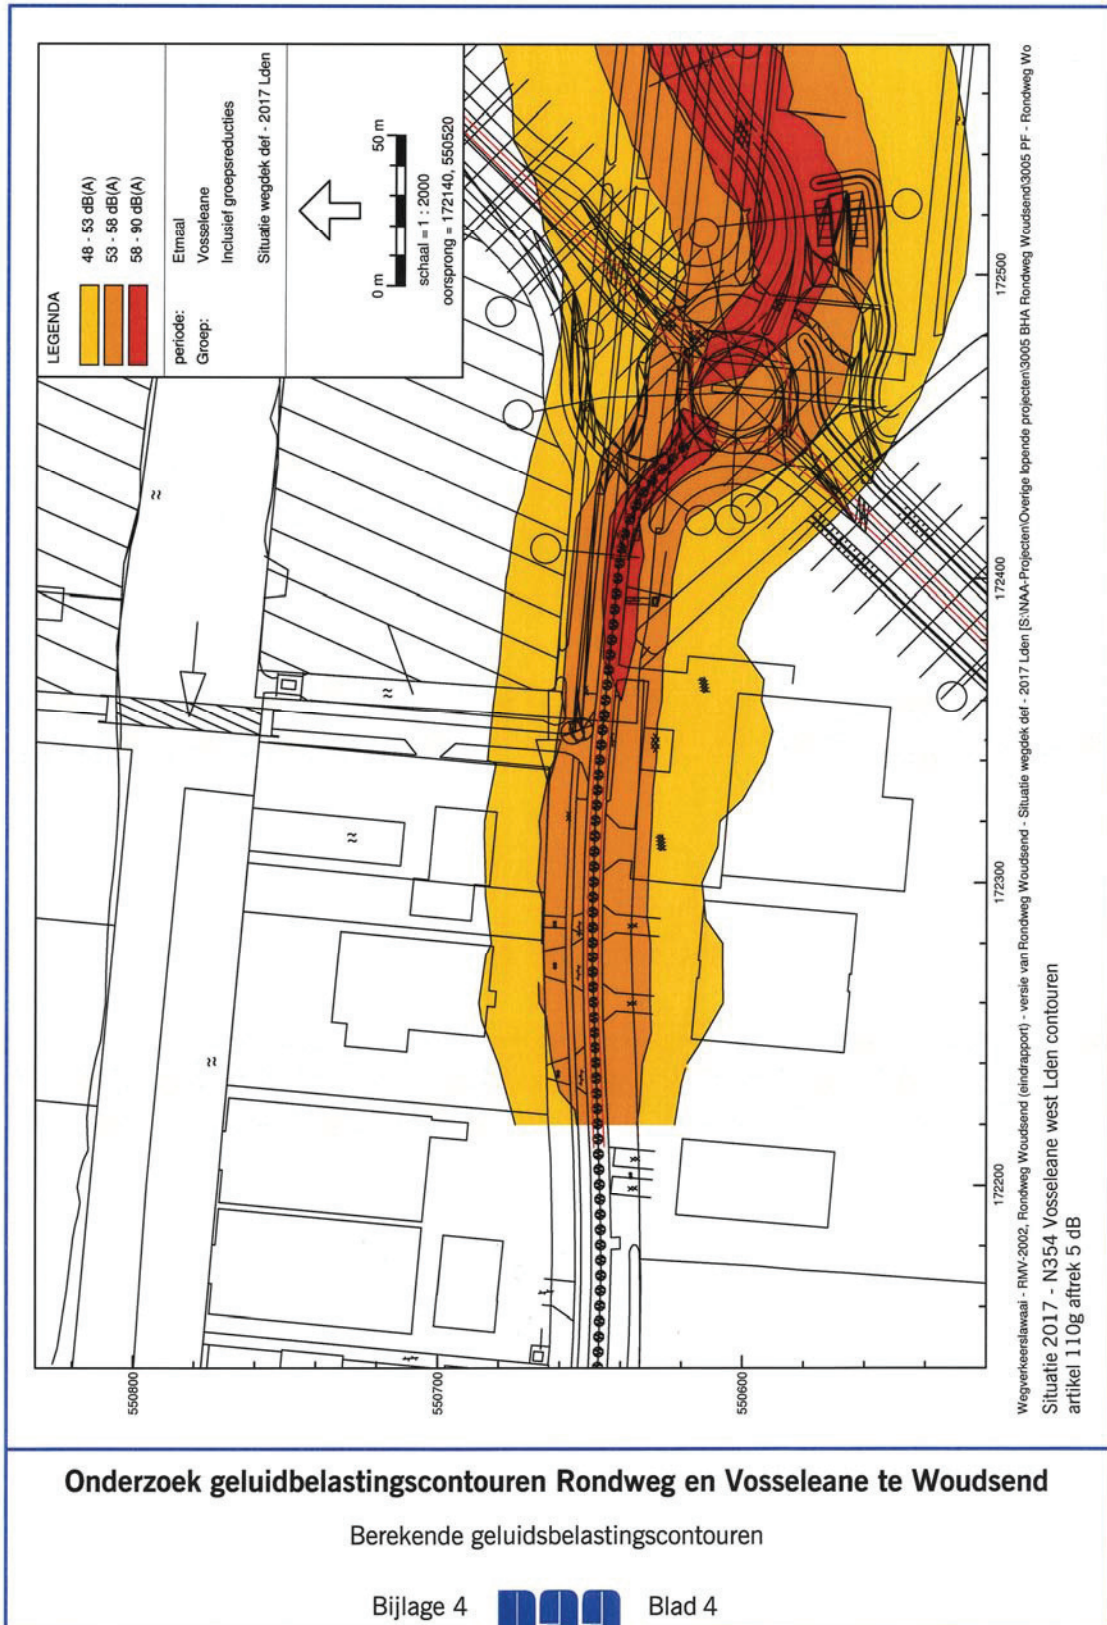 LEGENDA
48 - 53 dB(A)
53 - 58 dB(A)
58 - 90 dB(A)
periode: Etmaal
Groep: Vosseleane
Inclusief groepsreducties
Situatie wegdek def - 2017 Lden
0 m 50 m
schaal = 1 : 2000
oorsprong = 172140, 550520
550800
550700
550600
172200
172300
172400
172500
Wegverkeerslawaai - RMV-2002, Rondweg Woudsend (eindrapport) - versie van Rondweg Woudsend - Situatie wegdek def - 2017 Lden [S:\NAA-Projecten\Overige lopende projecten\3005 BHA Rondweg Woudsend\3005 PF - Rondweg Wo
Situatie 2017 - N354 Vosseleane west Lden contouren
artikel 110g aftrek 5 dB
Onderzoek geluidbelastingscontouren Rondweg en Vosseleane te Woudsend
Berekende geluidsbelastingscontouren
Bijlage 4 naa Blad 4